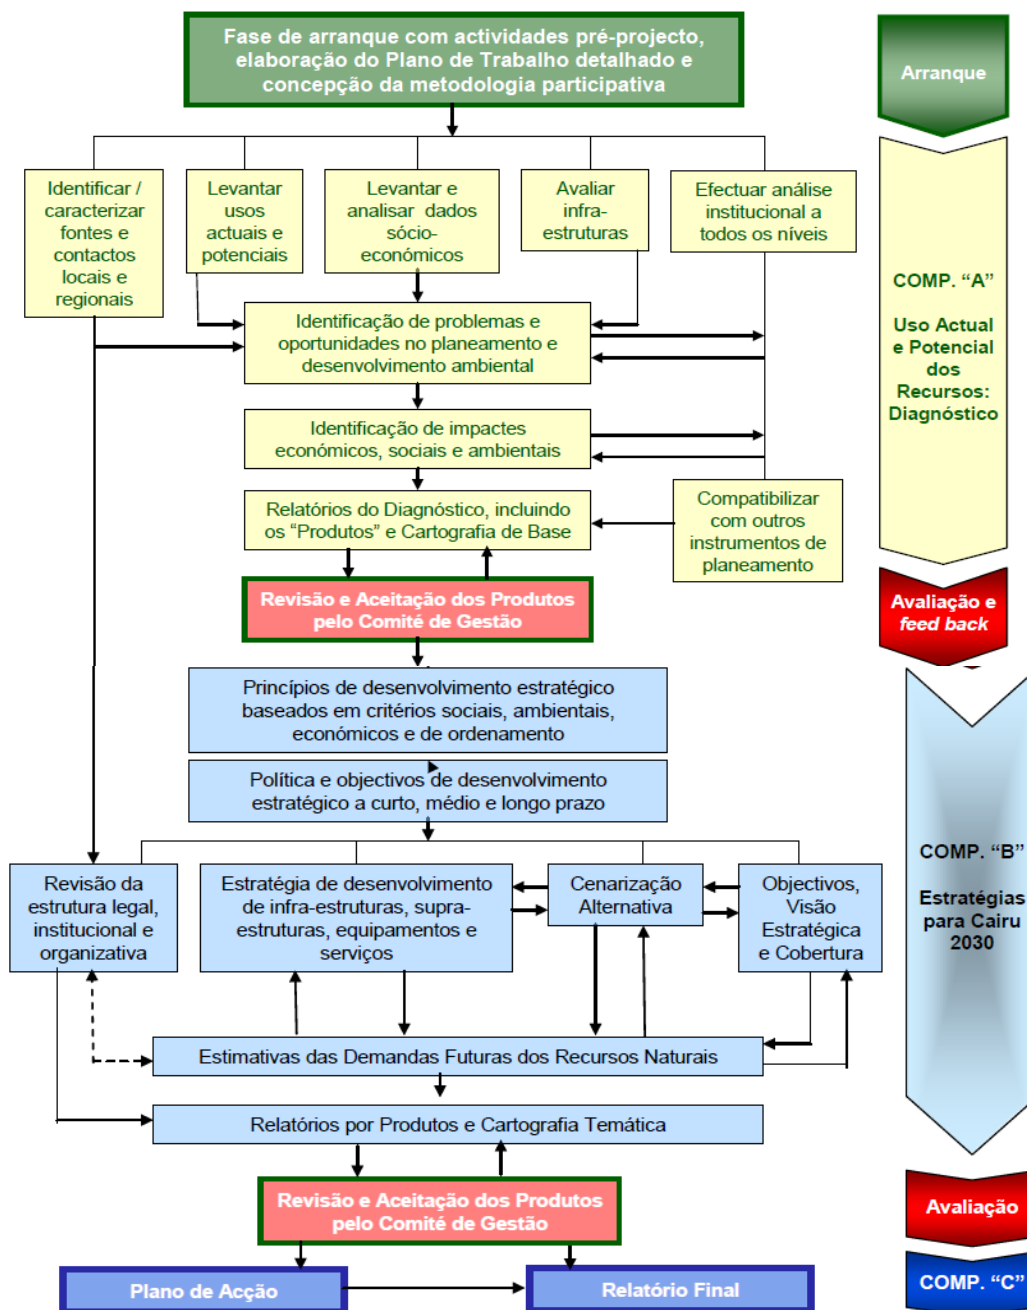 Fase de arranque com actividades pré-projecto,
elaboração do Plano de Trabalho detalhado e
concepção da metodologia participativa
Arranque
Identificar /
caracterizar
fontes e
contactos
locais e
regionais
Levantar
usos
actuais e
potenciais
Levantar e
analisar dados
sócio-
económicos
Avaliar
infra-
estruturas
Efectuar análise
institucional a
todos os níveis
COMP. “A”
Uso Actual
e Potencial
dos
Recursos:
Diagnóstico
Identificação de problemas e
oportunidades no planeamento e
desenvolvimento ambiental
Identificação de impactes
económicos, sociais e ambientais
Relatórios do Diagnóstico, incluindo
os “Produtos” e Cartografia de Base
Compatibilizar
com outros
instrumentos de
planeamento
Revisão e Aceitação dos Produtos
pelo Comité de Gestão
Avaliação e
feed back
Princípios de desenvolvimento estratégico
baseados em critérios sociais, ambientais,
económicos e de ordenamento
Política e objectivos de desenvolvimento
estratégico a curto, médio e longo prazo
COMP. “B”
Estratégias
para Cairu
2030
Revisão da
estrutura legal,
institucional e
organizativa
Estratégia de desenvolvimento
de infra-estruturas, supra-
estruturas, equipamentos e
serviços
Cenarização
Alternativa
Objectivos,
Visão
Estratégica
e Cobertura
Estimativas das Demandas Futuras dos Recursos Naturais
Relatórios por Produtos e Cartografia Temática
Revisão e Aceitação dos Produtos
pelo Comité de Gestão
Avaliação
Plano de Acção
Relatório Final
COMP. “C”